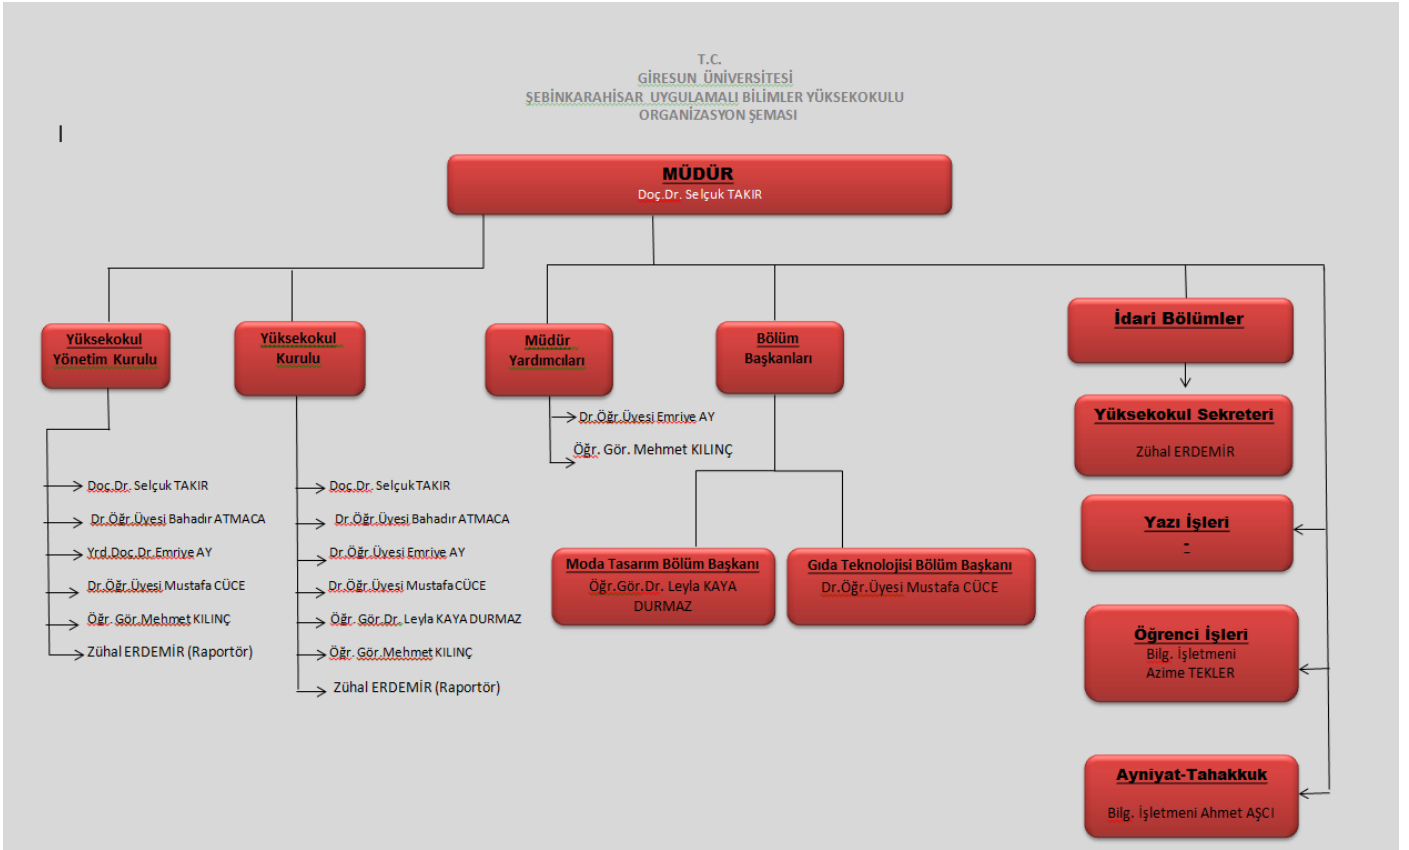 T.C.
GİRESUN ÜNİVERSİTESİ
ŞEBİNKARAHİSAR UYGULAMALI BİLİMLER YÜKSEKOKULU
ORGANİZASYON ŞEMASI
MÜDÜR
Doç.Dr. Selçuk TAKIR
Yüksekokul
Yönetim Kurulu
Doç.Dr. Selçuk TAKIR
Dr.Öğr.Üyesi Bahadır ATMACA
Yrd.Doç.Dr.Emriye AY
Dr.Öğr.Üyesi Mustafa CÜCE
Öğr. Gör.Mehmet KILINÇ
Zühal ERDEMİR (Raportör)
Yüksekokul
Kurulu
Doç.Dr. Selçuk TAKIR
Dr.Öğr.Üyesi Bahadır ATMACA
Dr.Öğr.Üyesi Emriye AY
Dr.Öğr.Üyesi Mustafa CÜCE
Öğr. Gör.Dr. Leyla KAYA DURMAZ
Öğr. Gör.Mehmet KILINÇ
Zühal ERDEMİR (Raportör)
Müdür
Yardımcıları
Dr.Öğr.Üyesi Emriye AY
Öğr. Gör. Mehmet KILINÇ
Bölüm
Başkanları
Moda Tasarım Bölüm Başkanı
Öğr.Gör.Dr. Leyla KAYA
DURMAZ
Gıda Teknolojisi Bölüm Başkanı
Dr.Öğr.Üyesi Mustafa CÜCE
İdari Bölümler
Yüksekokul Sekreteri
Zühal ERDEMİR
Yazı İşleri
-
Öğrenci İşleri
Bilg. İşletmeni
Azime TEKLER
Ayniyat-Tahakkuk
Bilg. İşletmeni Ahmet AŞCI